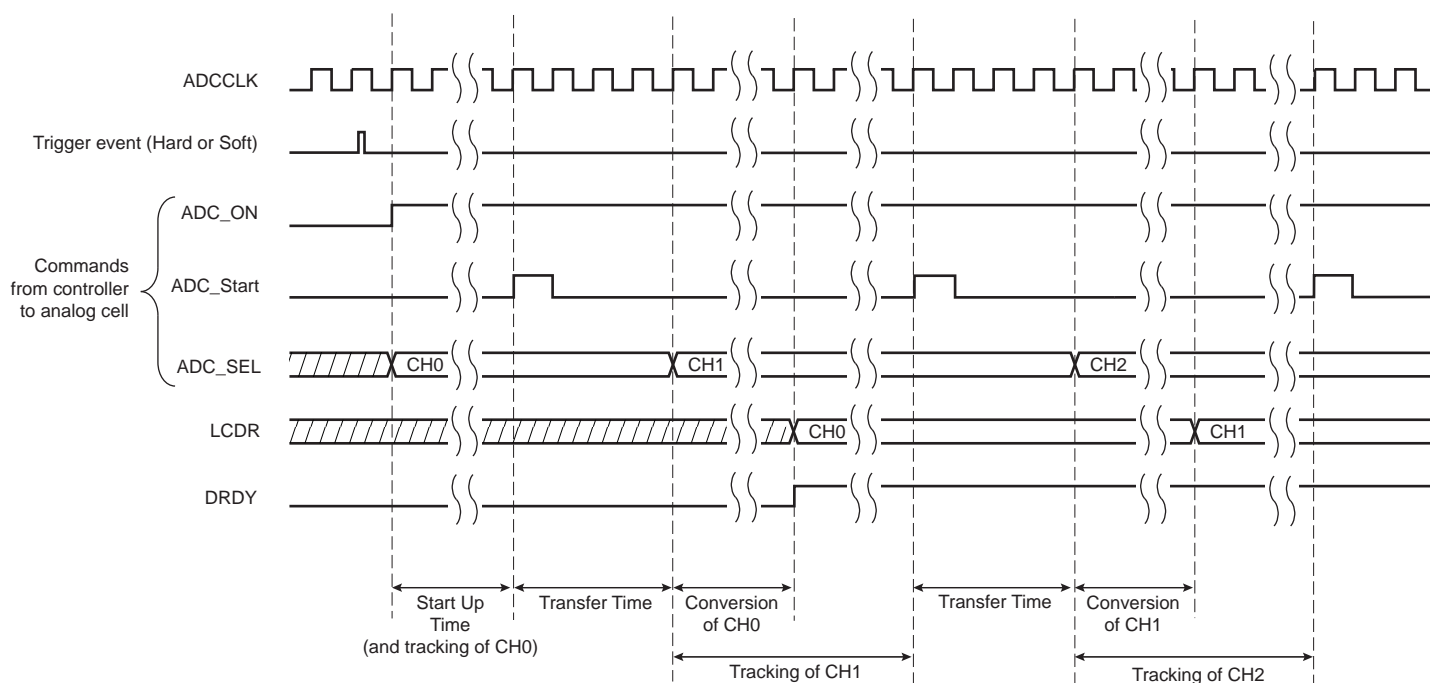 ADCCLK
Trigger event (Hard or Soft)
ADC_ON
Commands
from controller
to analog cell
ADC_Start
ADC_SEL
CH0
CH1
CH2
LCDR
CH0
CH1
DRDY
Start Up
Time
(and tracking of CH0)
Transfer Time
Conversion
of CH0
Transfer Time
Conversion
of CH1
Tracking of CH1
Tracking of CH2